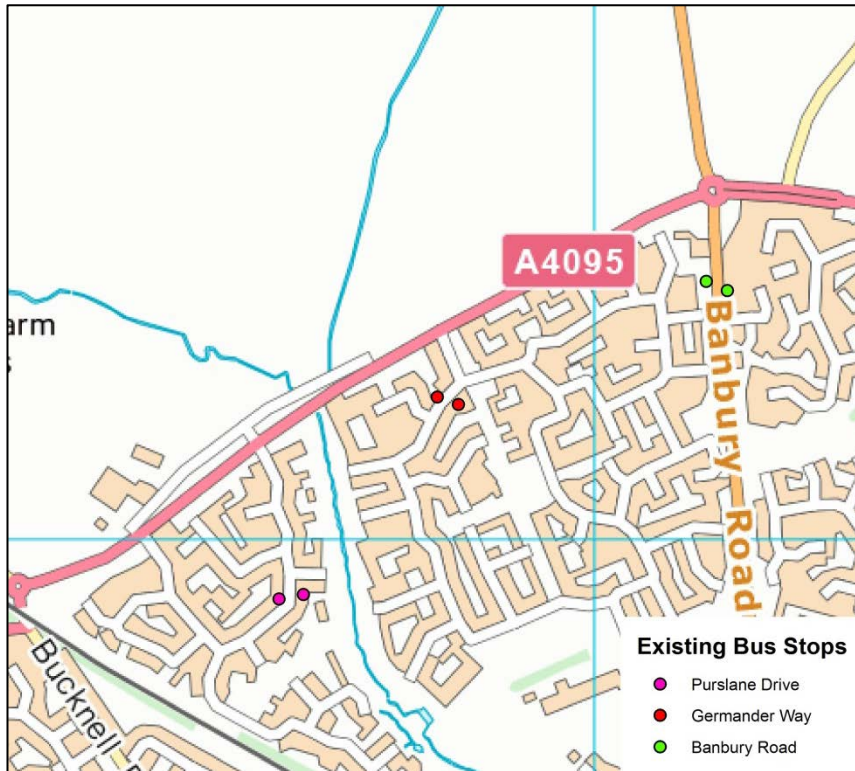 A4095
arm
s
Banbury Road
Bucknell
Existing Bus Stops
Purslane Drive
Germander Way
Banbury Road